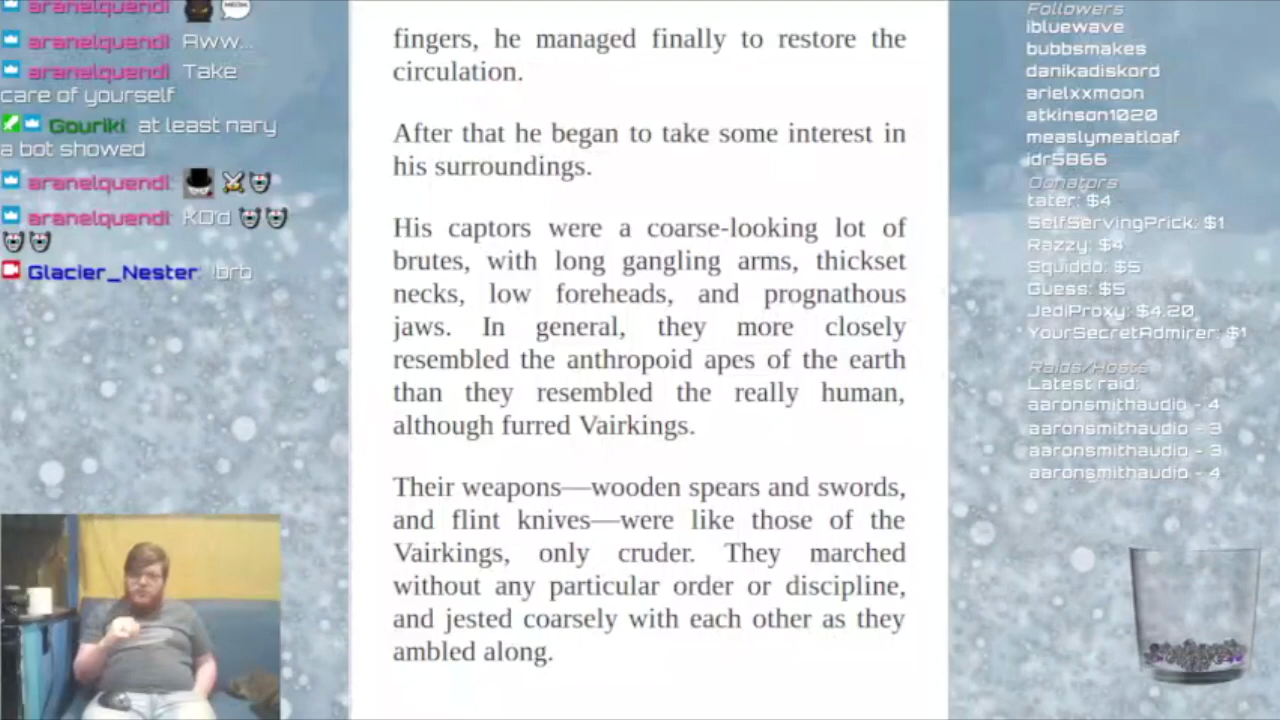 aranelquendi:
aranelquendi: Aww...
aranelquendi: Take
care of yourself
Gouriki: at least nary
a bot showed
aranelquendi:
aranelquendi: KO'd
Glacier_Nester: !brb
fingers, he managed finally to restore the
circulation.
After that he began to take some interest in
his surroundings.
His captors were a coarse-looking lot of
brutes, with long gangling arms, thickset
necks, low foreheads, and prognathous
jaws. In general, they more closely
resembled the anthropoid apes of the earth
than they resembled the really human,
although furred Vairkings.
Their weapons—wooden spears and swords,
and flint knives—were like those of the
Vairkings, only cruder. They marched
without any particular order or discipline,
and jested coarsely with each other as they
ambled along.
Followers
ibluewave
bubbsmakes
danikadiskord
arielxxmoon
atkinson1020
measlymeatloaf
idr5866
Donators
tater: $4
SelfServingPrick: $1
Razzy: $4
Squiddo: $5
Guess: $5
JediProxy: $4.20
YourSecretAdmirer: $1
Raids/Hosts
Latest raid:
aaronsmithaudio - 4
aaronsmithaudio - 3
aaronsmithaudio - 3
aaronsmithaudio - 4